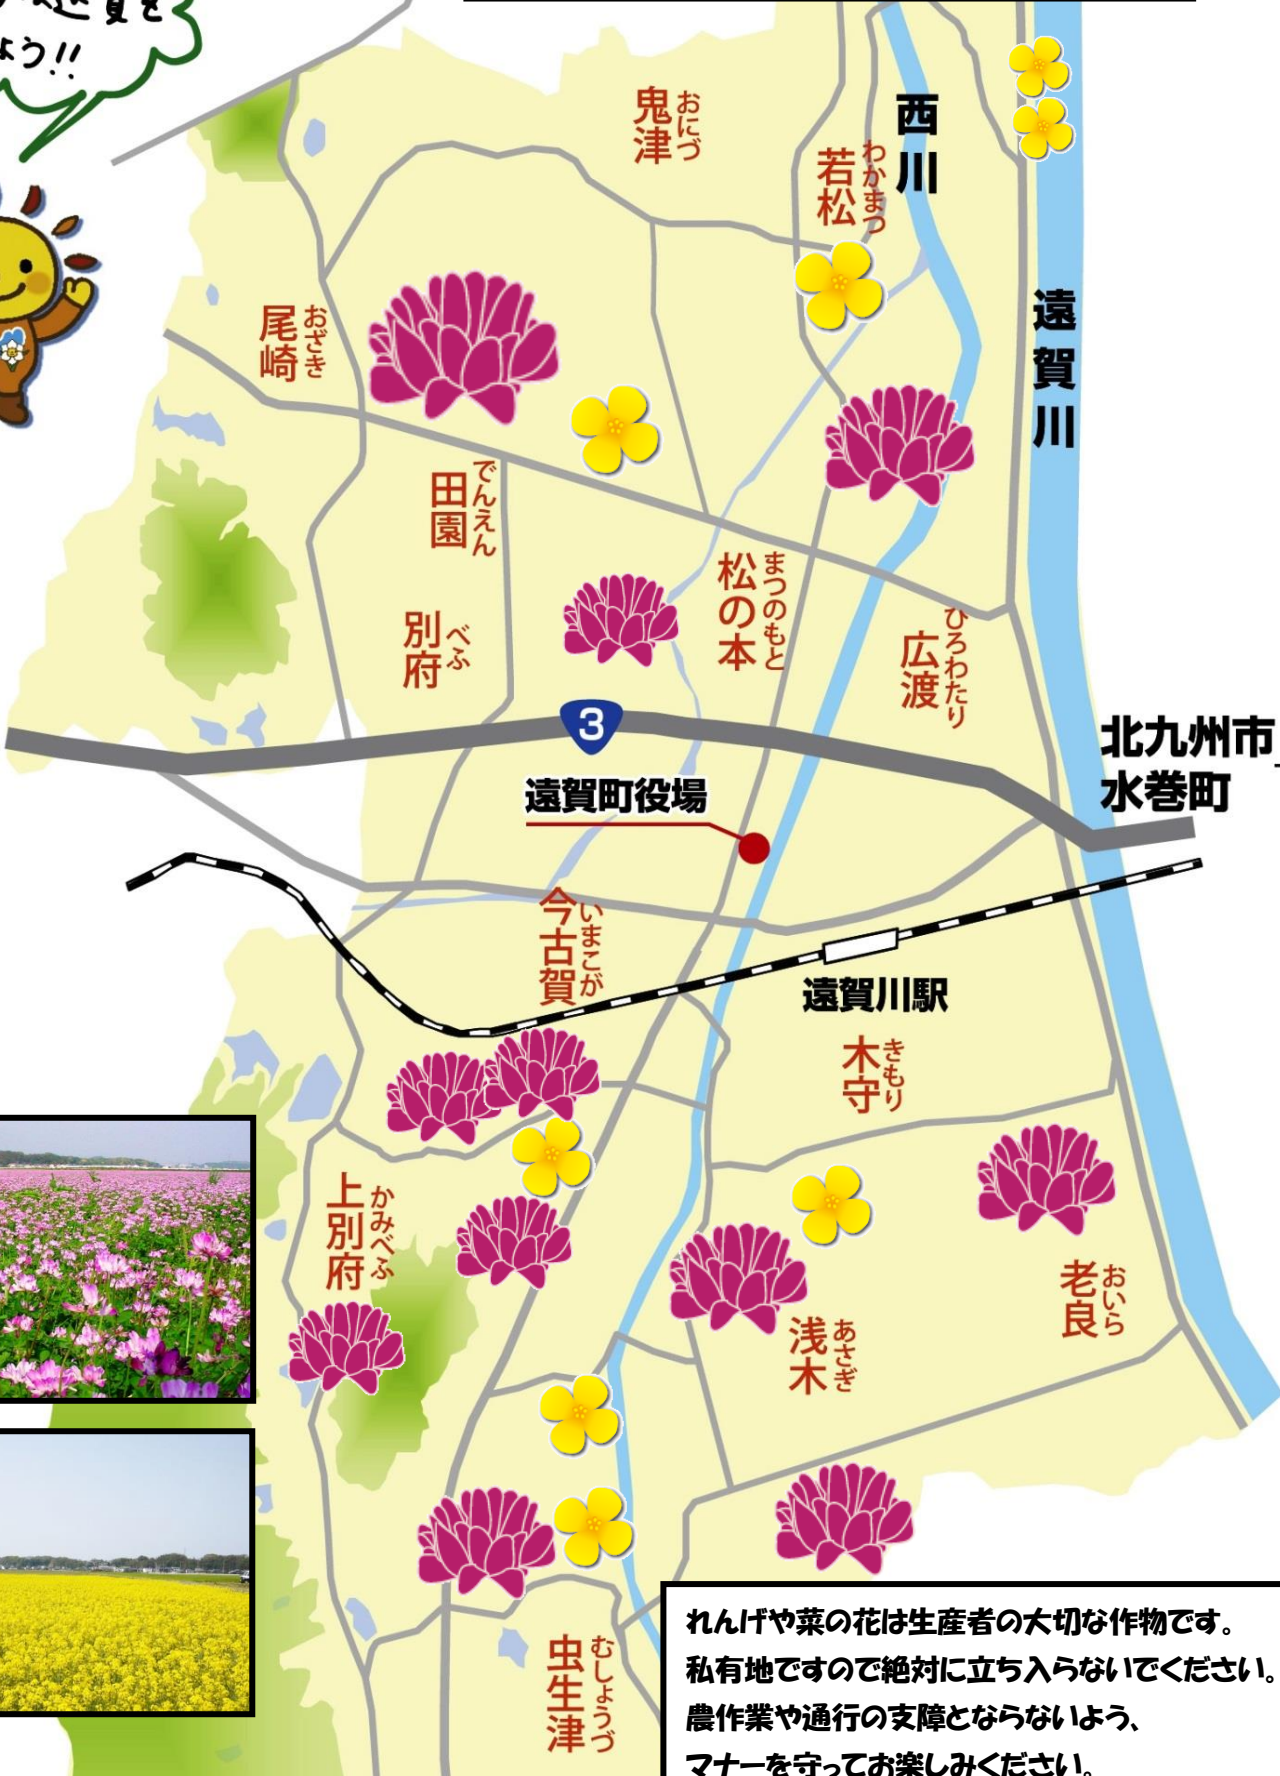 よう!!
鬼津
おにづ
西川
若松
わかまつ
遠賀川
尾崎
おざき
田園
でんえん
松の本
まつのもと
別府
べふ
広渡
ひろわたり
3
北九州市
水巻町
遠賀町役場
今古賀
いまこが
遠賀川駅
木守
きもり
上別府
かみべふ
老良
おいら
浅木
あさぎ
虫生津
むしょうづ
れんげや菜の花は生産者の大切な作物です。
私有地ですので絶対に立ち入らないでください。
農作業や通行の支障とならないよう、
マナーを守ってお楽しみください。